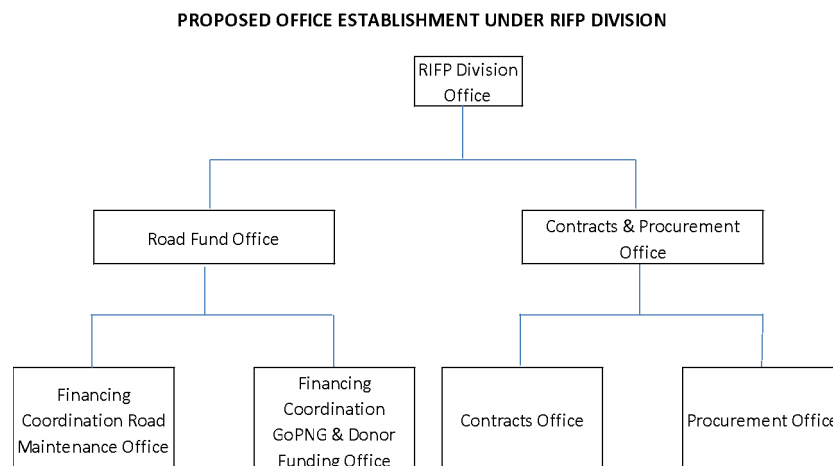 PROPOSED OFFICE ESTABLISHMENT UNDER RIFP DIVISION
RIFP Division
Office
Road Fund Office
Contracts & Procurement
Office
Financing
Coordination Road
Maintenance Office
Financing
Coordination
GoPNG & Donor
Funding Office
Contracts Office
Procurement Office